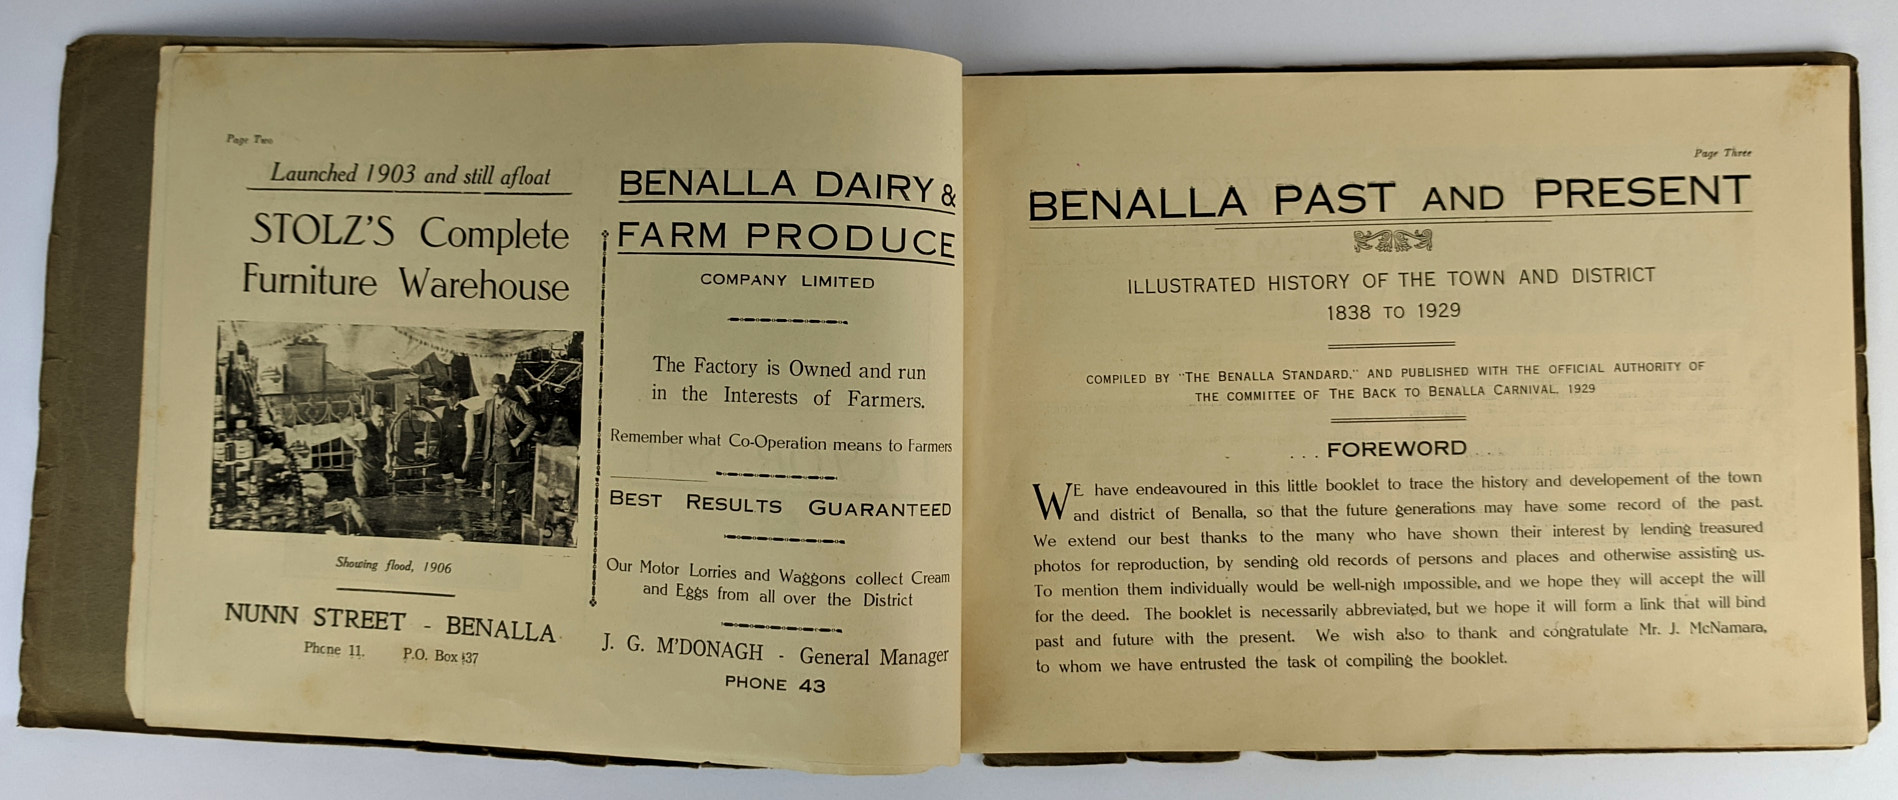 Page Two
Launched 1903 and still afloat
STOLZ'S Complete
Furniture Warehouse
5
Showing flood, 1906
NUNN STREET - BENALLA
Phone 11. P.O. Box 37
BENALLA DAIRY &
FARM PRODUCE
COMPANY LIMITED
The Factory is Owned and run
in the Interests of Farmers.
Remember what Co-Operation means to Farmers
BEST RESULTS GUARANTEED
Our Motor Lorries and Waggons collect Cream
and Eggs from all over the District
J. G. M'DONAGH - General Manager
PHONE 43
Page Three
BENALLA PAST AND PRESENT
ILLUSTRATED HISTORY OF THE TOWN AND DISTRICT
1838 TO 1929
COMPILED BY "THE BENALLA STANDARD," AND PUBLISHED WITH THE OFFICIAL AUTHORITY OF
THE COMMITTEE OF THE BACK TO BENALLA CARNIVAL, 1929
... FOREWORD ...
WE have endeavoured in this little booklet to trace the history and developement of the town
and district of Benalla, so that the future generations may have some record of the past.
We extend our best thanks to the many who have shown their interest by lending treasured
photos for reproduction, by sending old records of persons and places and otherwise assisting us.
To mention them individually would be well-nigh impossible, and we hope they will accept the will
for the deed. The booklet is necessarily abbreviated, but we hope it will form a link that will bind
past and future with the present. We wish also to thank and congratulate Mr. J. McNamara,
to whom we have entrusted the task of compiling the booklet.